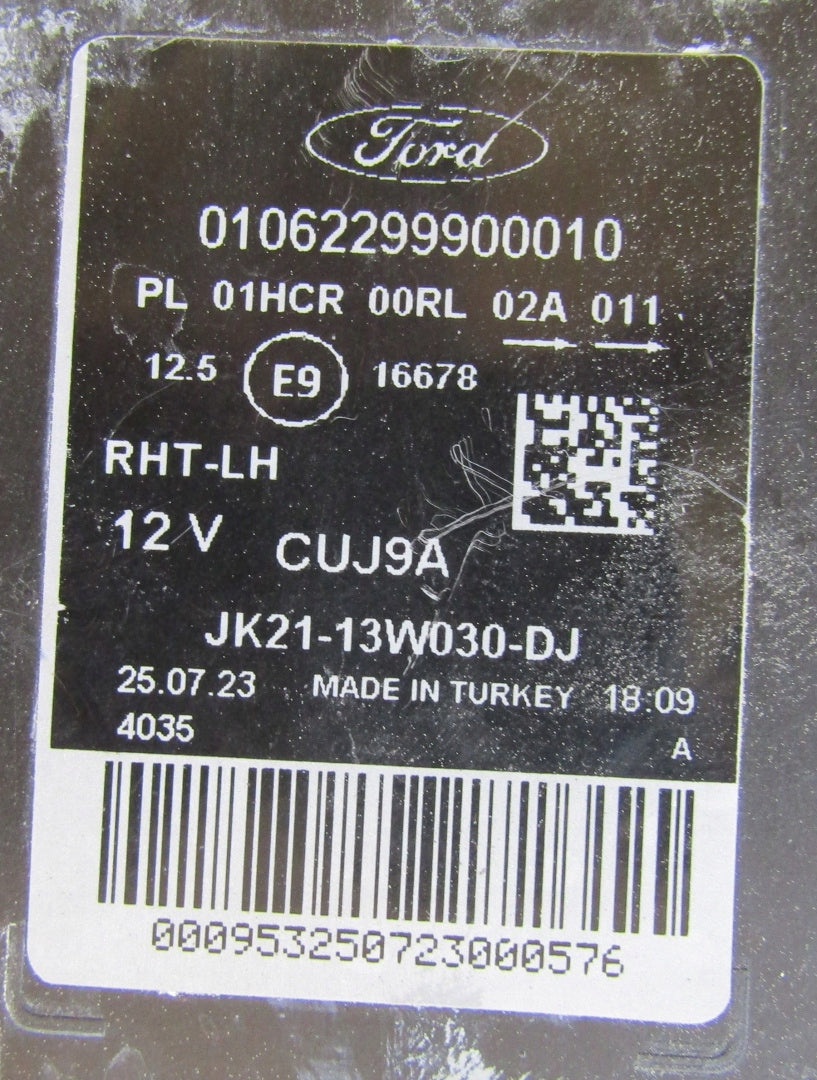 Ford
01062299900010
PL 01HCR 00RL 02A 011
12.5 E9 16678
RHT-LH
12 V CUJ9A
JK21-13W030-DJ
25.07.23 MADE IN TURKEY 18:09
4035 A
000953250723000576